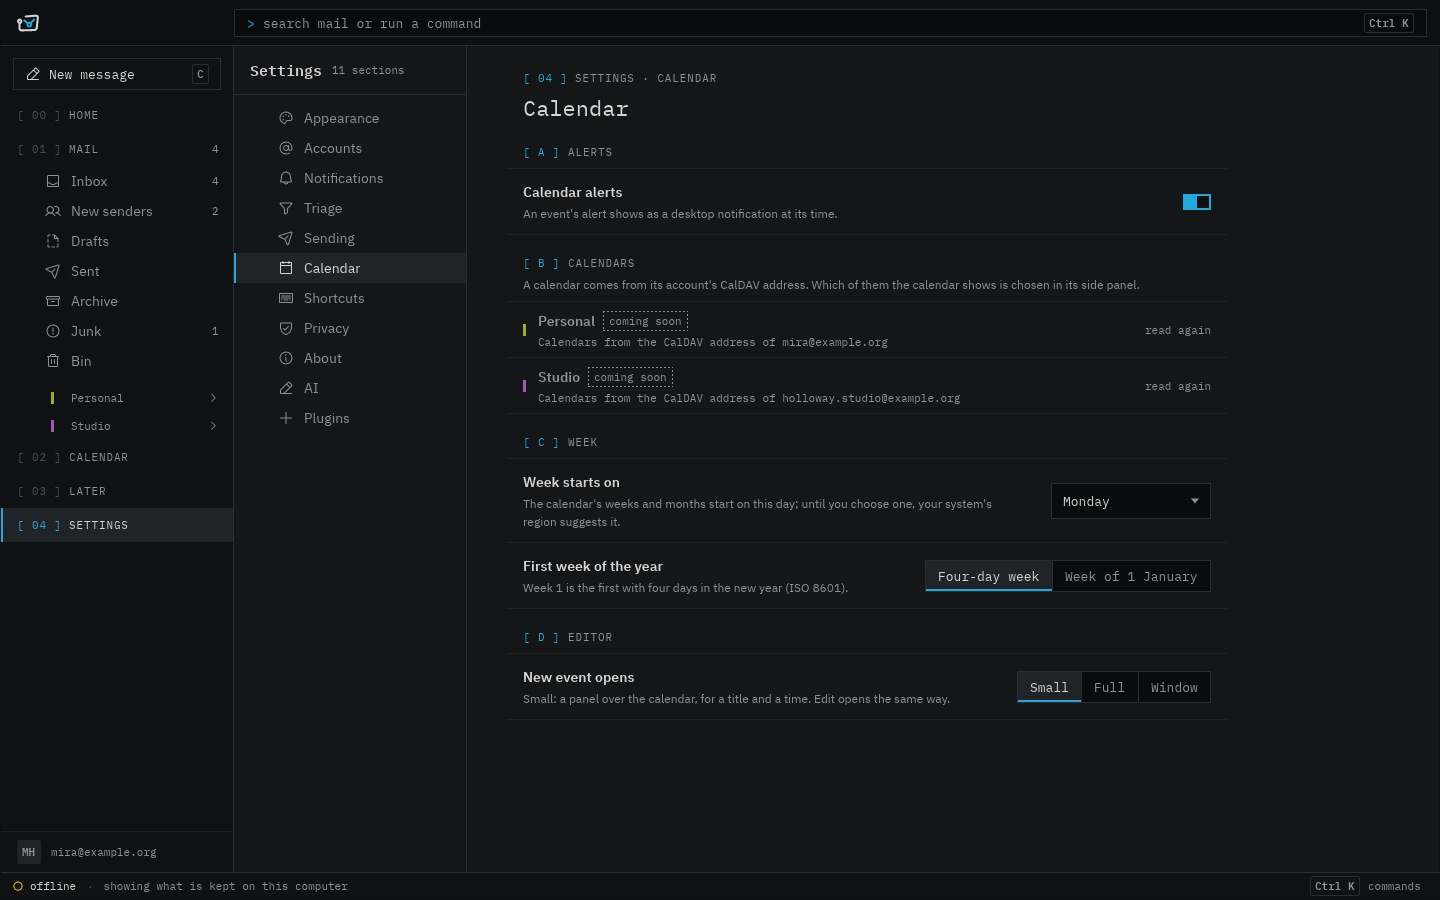 > search mail or run a command
Ctrl K
New message
C
[ 00 ] HOME
[ 01 ] MAIL 4
Inbox 4
New senders 2
Drafts
Sent
Archive
Junk 1
Bin
Personal
Studio
[ 02 ] CALENDAR
[ 03 ] LATER
[ 04 ] SETTINGS
MH mira@example.org
Settings 11 sections
Appearance
Accounts
Notifications
Triage
Sending
Calendar
Shortcuts
Privacy
About
AI
Plugins
[ 04 ] SETTINGS · CALENDAR
Calendar
[ A ] ALERTS
Calendar alerts
An event's alert shows as a desktop notification at its time.
[ B ] CALENDARS
A calendar comes from its account's CalDAV address. Which of them the calendar shows is chosen in its side panel.
Personal coming soon
Calendars from the CalDAV address of mira@example.org
read again
Studio coming soon
Calendars from the CalDAV address of holloway.studio@example.org
read again
[ C ] WEEK
Week starts on
The calendar's weeks and months start on this day; until you choose one, your system's
region suggests it.
Monday
First week of the year
Week 1 is the first with four days in the new year (ISO 8601).
Four-day week Week of 1 January
[ D ] EDITOR
New event opens
Small: a panel over the calendar, for a title and a time. Edit opens the same way.
Small Full Window
offline · showing what is kept on this computer
Ctrl K commands